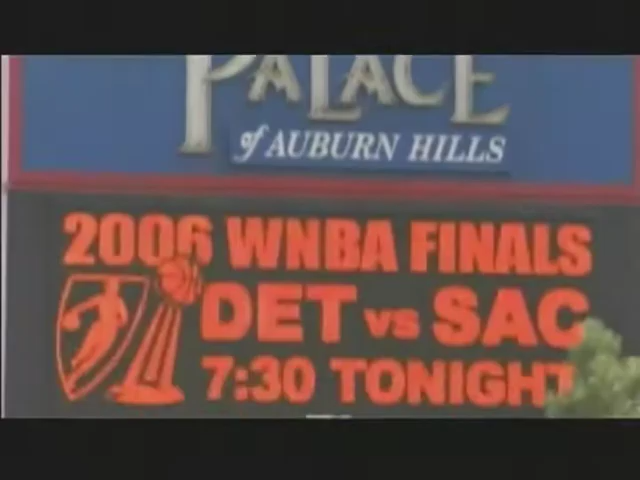 PALACE
of AUBURN HILLS
2006 WNBA FINALS
DET vs SAC
7:30 TONIGHT